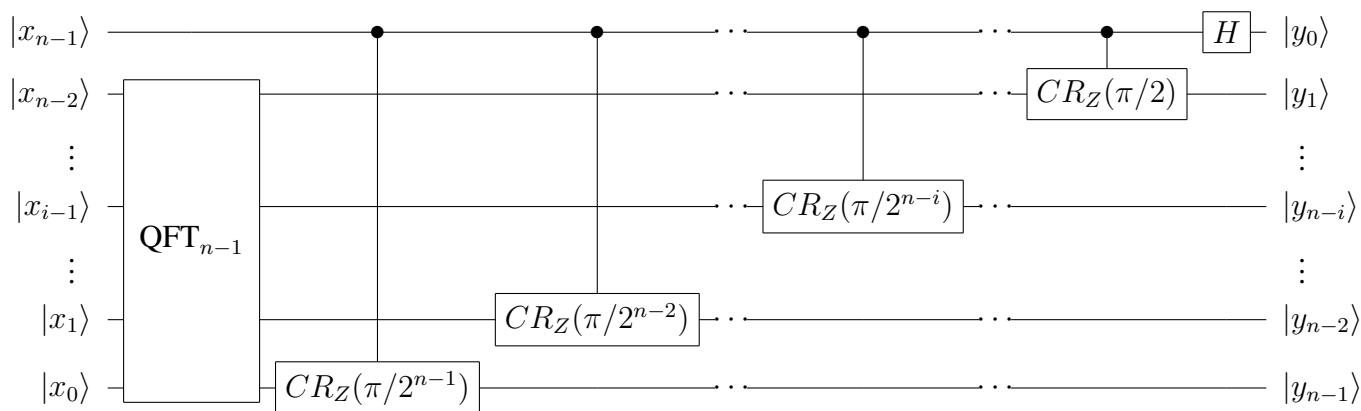 |x_{n-1}⟩ · · · · · · H |y_0⟩
|x_{n-2}⟩ · · · · · · CR_Z(π/2) |y_1⟩
⋮ ⋮
|x_{i-1}⟩ · · · CR_Z(π/2^{n-i}) · · · |y_{n-i}⟩
QFT_{n-1}
⋮ ⋮
|x_1⟩ CR_Z(π/2^{n-2}) · · · · · · |y_{n-2}⟩
|x_0⟩ CR_Z(π/2^{n-1}) · · · · · · |y_{n-1}⟩